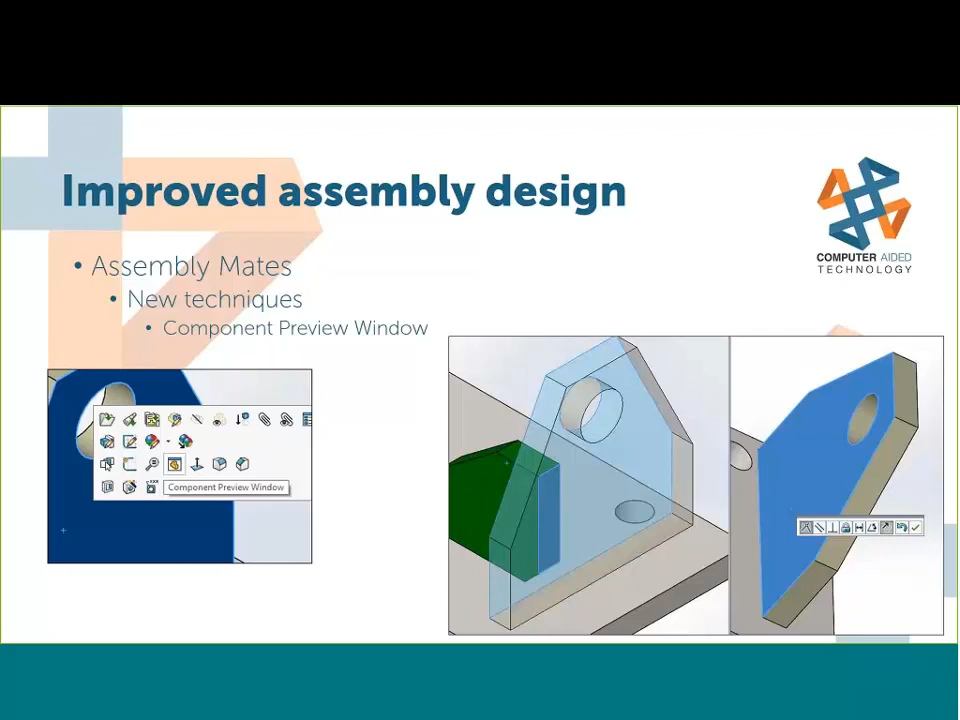 Improved assembly design
• Assembly Mates
• New techniques
• Component Preview Window
COMPUTER AIDED
TECHNOLOGY
Component Preview Window